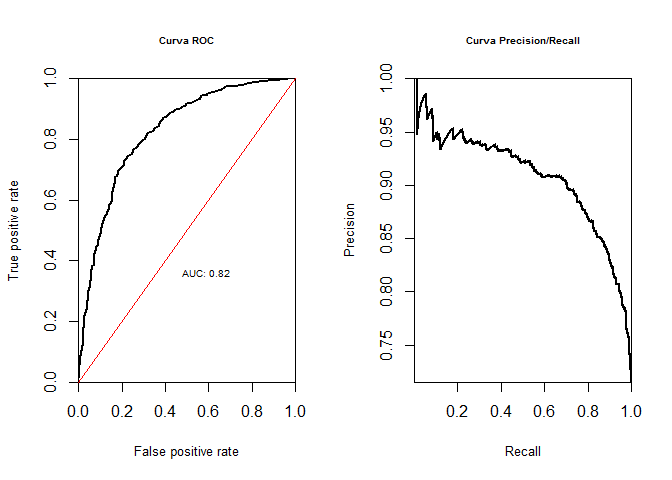 Curva ROC
True positive rate
1.0
0.8
0.6
0.4
0.2
0.0
AUC: 0.82
0.0 0.2 0.4 0.6 0.8 1.0
False positive rate
Curva Precision/Recall
Precision
1.00
0.95
0.90
0.85
0.80
0.75
0.2 0.4 0.6 0.8 1.0
Recall